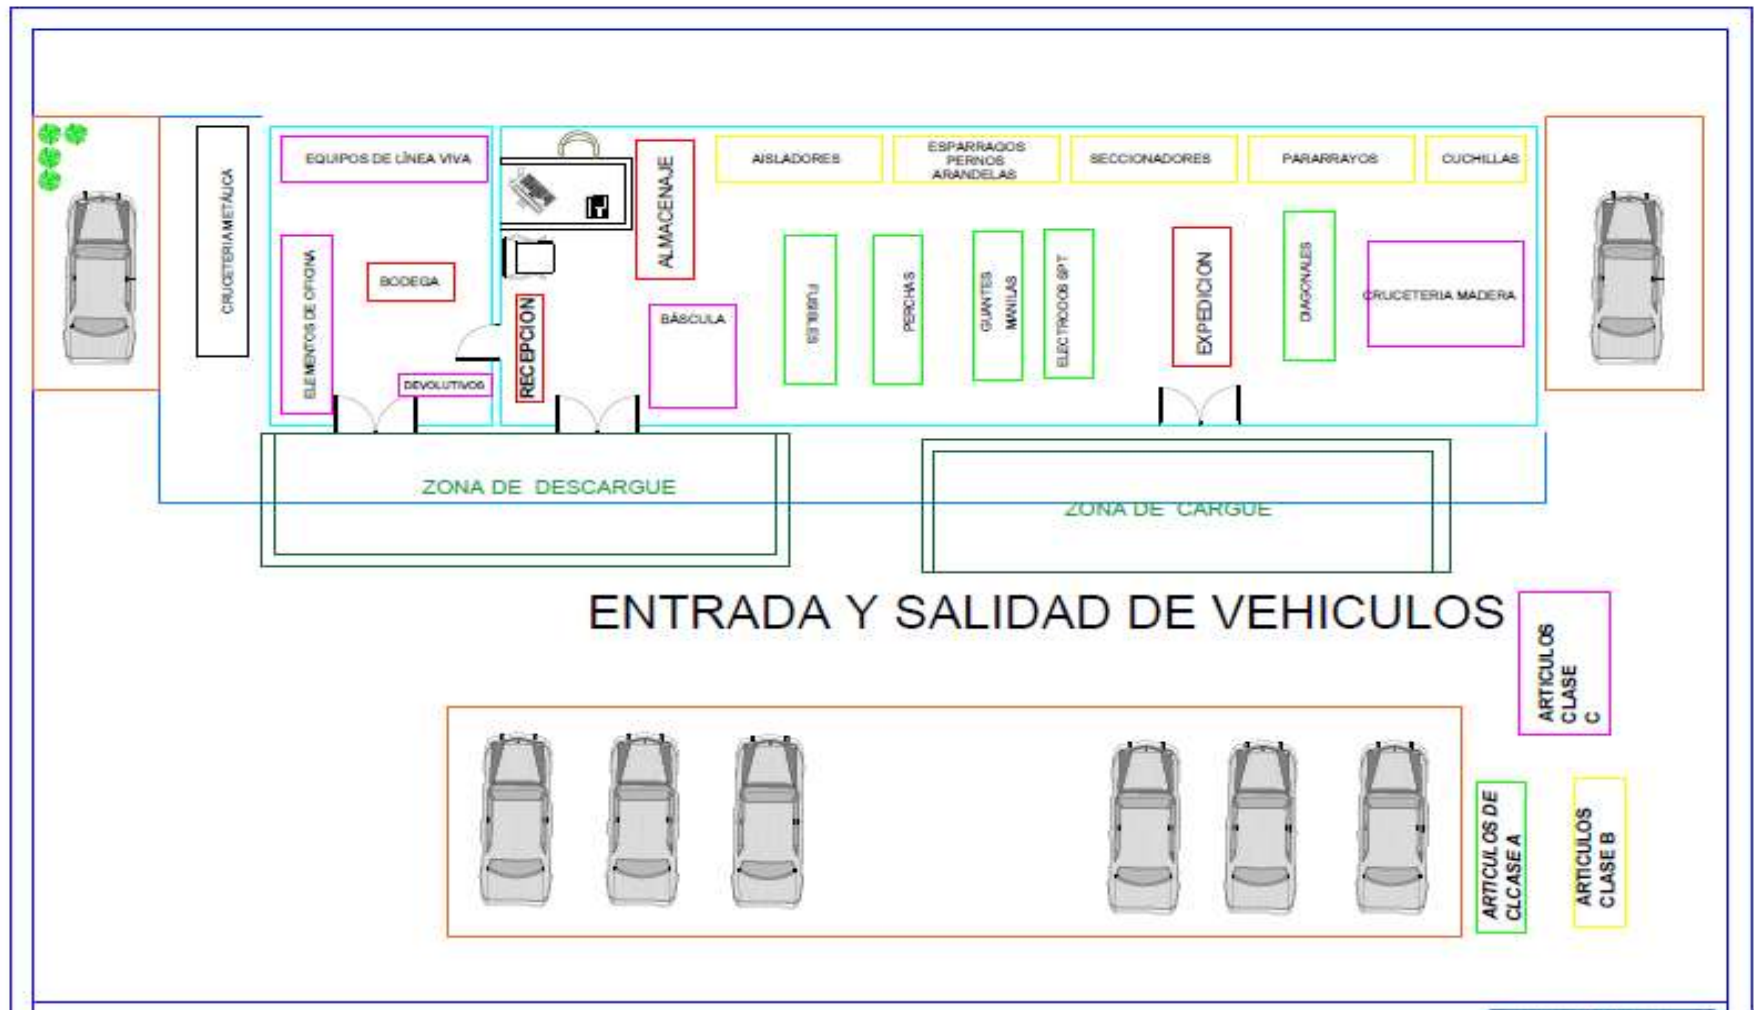 CRUCETERIA METÁLICA
EQUIPOS DE LÍNEA VIVA
ELEMENTOS DE OFICINA
BODEGA
DEVOLUTIVOS
RECEPCION
ALMACENAJE
BÁSCULA
AISLADORES
ESPARRAGOS
PERNOS
ARANDELAS
SECCIONADORES
PARARRAYOS
CUCHILLAS
FUSIBLES
PERCHAS
GUANTES
MANILAS
ELECTRODOS SPT
EXPEDICION
DIAGONALES
CRUCETERIA MADERA
ZONA DE DESCARGUE
ZONA DE CARGUE
ENTRADA Y SALIDAD DE VEHICULOS
ARTICULOS
CLASE
C
ARTICULOS DE
CLCASE A
ARTICULOS
CLASE B